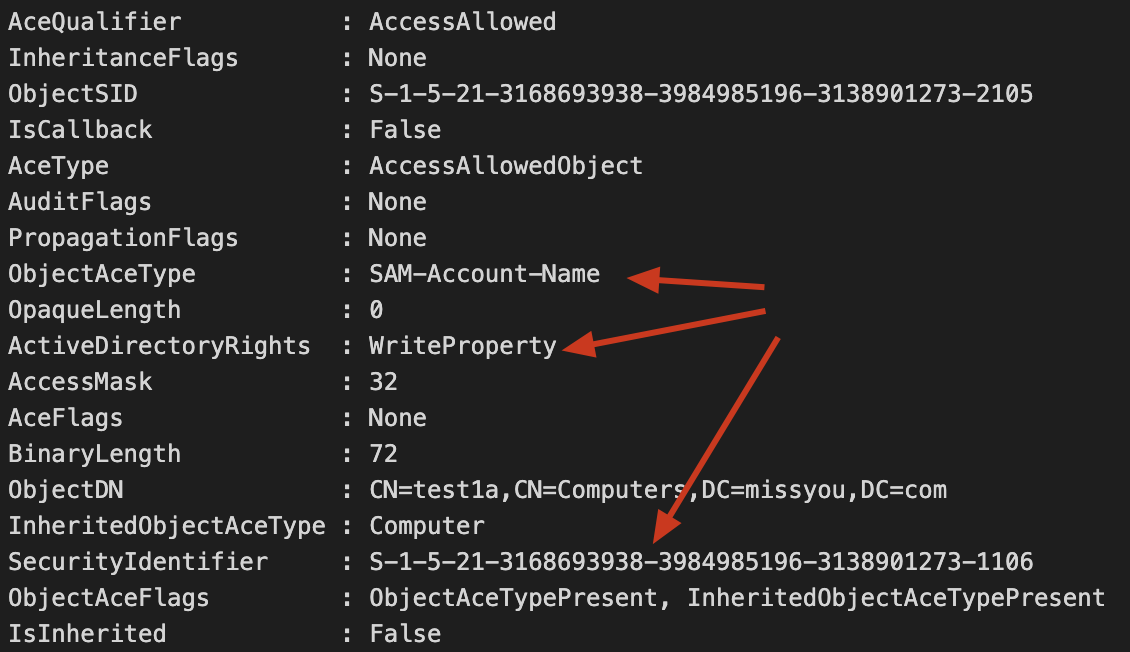 AceQualifier : AccessAllowed
InheritanceFlags : None
ObjectSID : S-1-5-21-3168693938-3984985196-3138901273-2105
IsCallback : False
AceType : AccessAllowedObject
AuditFlags : None
PropagationFlags : None
ObjectAceType : SAM-Account-Name
OpaqueLength : 0
ActiveDirectoryRights : WriteProperty
AccessMask : 32
AceFlags : None
BinaryLength : 72
ObjectDN : CN=test1a,CN=Computers,DC=missyou,DC=com
InheritedObjectAceType : Computer
SecurityIdentifier : S-1-5-21-3168693938-3984985196-3138901273-1106
ObjectAceFlags : ObjectAceTypePresent, InheritedObjectAceTypePresent
IsInherited : False